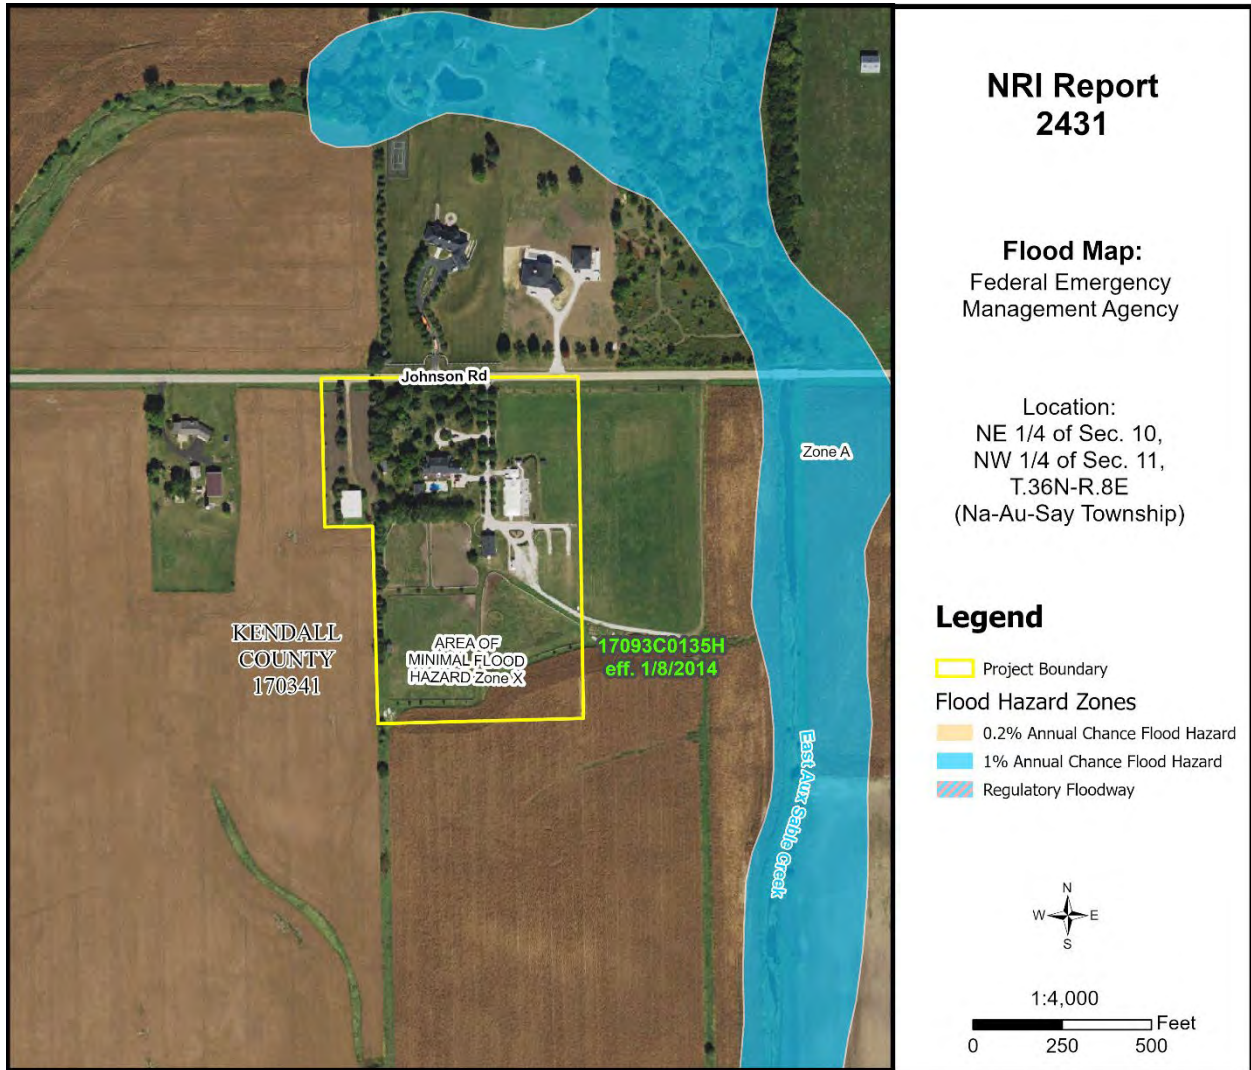 Johnson Rd
Zone A
KENDALL
COUNTY
170341
AREA OF
MINIMAL FLOOD
HAZARD Zone X
17093C0135H
eff. 1/8/2014
East Aux Sable Creek
NRI Report
2431
Flood Map:
Federal Emergency
Management Agency
Location:
NE 1/4 of Sec. 10,
NW 1/4 of Sec. 11,
T.36N-R.8E
(Na-Au-Say Township)
Legend
Project Boundary
Flood Hazard Zones
0.2% Annual Chance Flood Hazard
1% Annual Chance Flood Hazard
Regulatory Floodway
N
W E
S
1:4,000
Feet
0 250 500